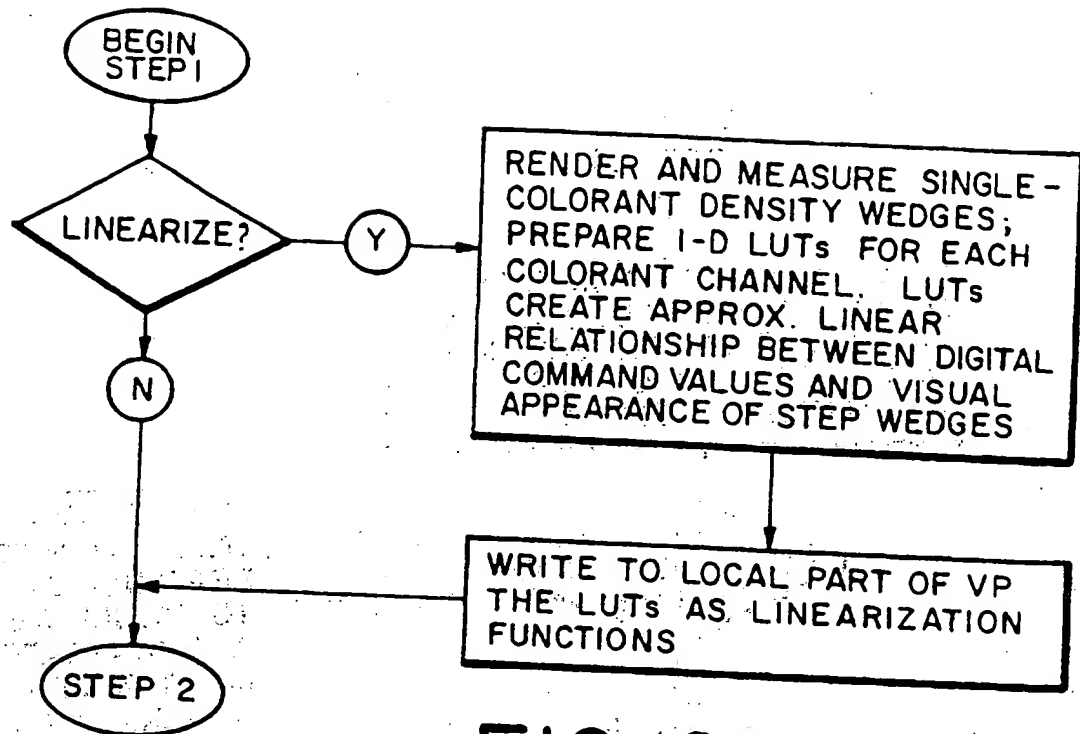 BEGIN
STEP 1
LINEARIZE?
Y
N
RENDER AND MEASURE SINGLE-
COLORANT DENSITY WEDGES;
PREPARE 1-D LUTs FOR EACH
COLORANT CHANNEL. LUTs
CREATE APPROX. LINEAR
RELATIONSHIP BETWEEN DIGITAL
COMMAND VALUES AND VISUAL
APPEARANCE OF STEP WEDGES
WRITE TO LOCAL PART OF VP
THE LUTs AS LINEARIZATION
FUNCTIONS
STEP 2